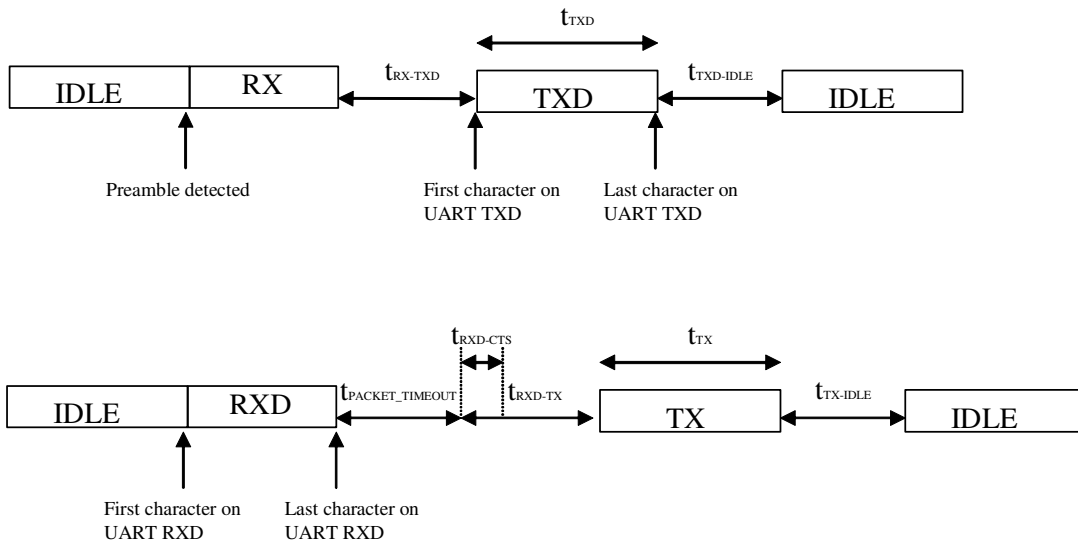 tTXD
IDLE RX tRX-TXD TXD tTXD-IDLE IDLE
Preamble detected
First character on
UART TXD
Last character on
UART TXD
tRXD-CTS
tTX
IDLE RXD tPACKET_TIMEOUT tRXD-TX TX tTX-IDLE IDLE
First character on
UART RXD
Last character on
UART RXD